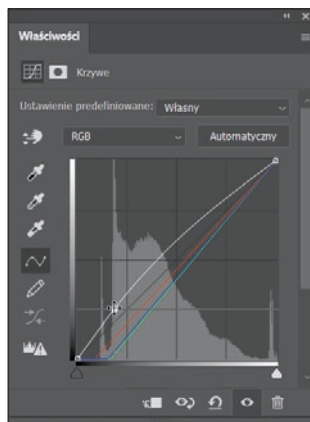 Właściwości
Krzywe
Ustawienie predefiniowane: Własny
RGB Automatyczny